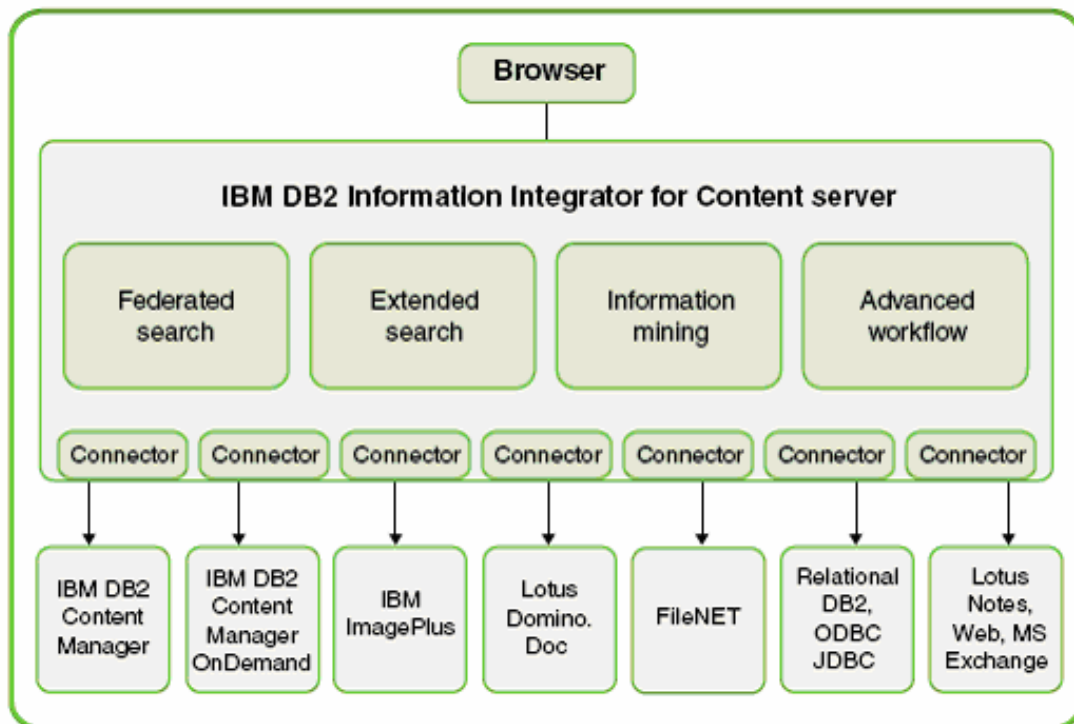 Browser
IBM DB2 Information Integrator for Content server
Federated
search
Extended
search
Information
mining
Advanced
workflow
Connector
Connector
Connector
Connector
Connector
Connector
Connector
IBM DB2
Content
Manager
IBM DB2
Content
Manager
OnDemand
IBM
ImagePlus
Lotus
Domino.
Doc
FileNET
Relational
DB2,
ODBC
JDBC
Lotus
Notes,
Web, MS
Exchange